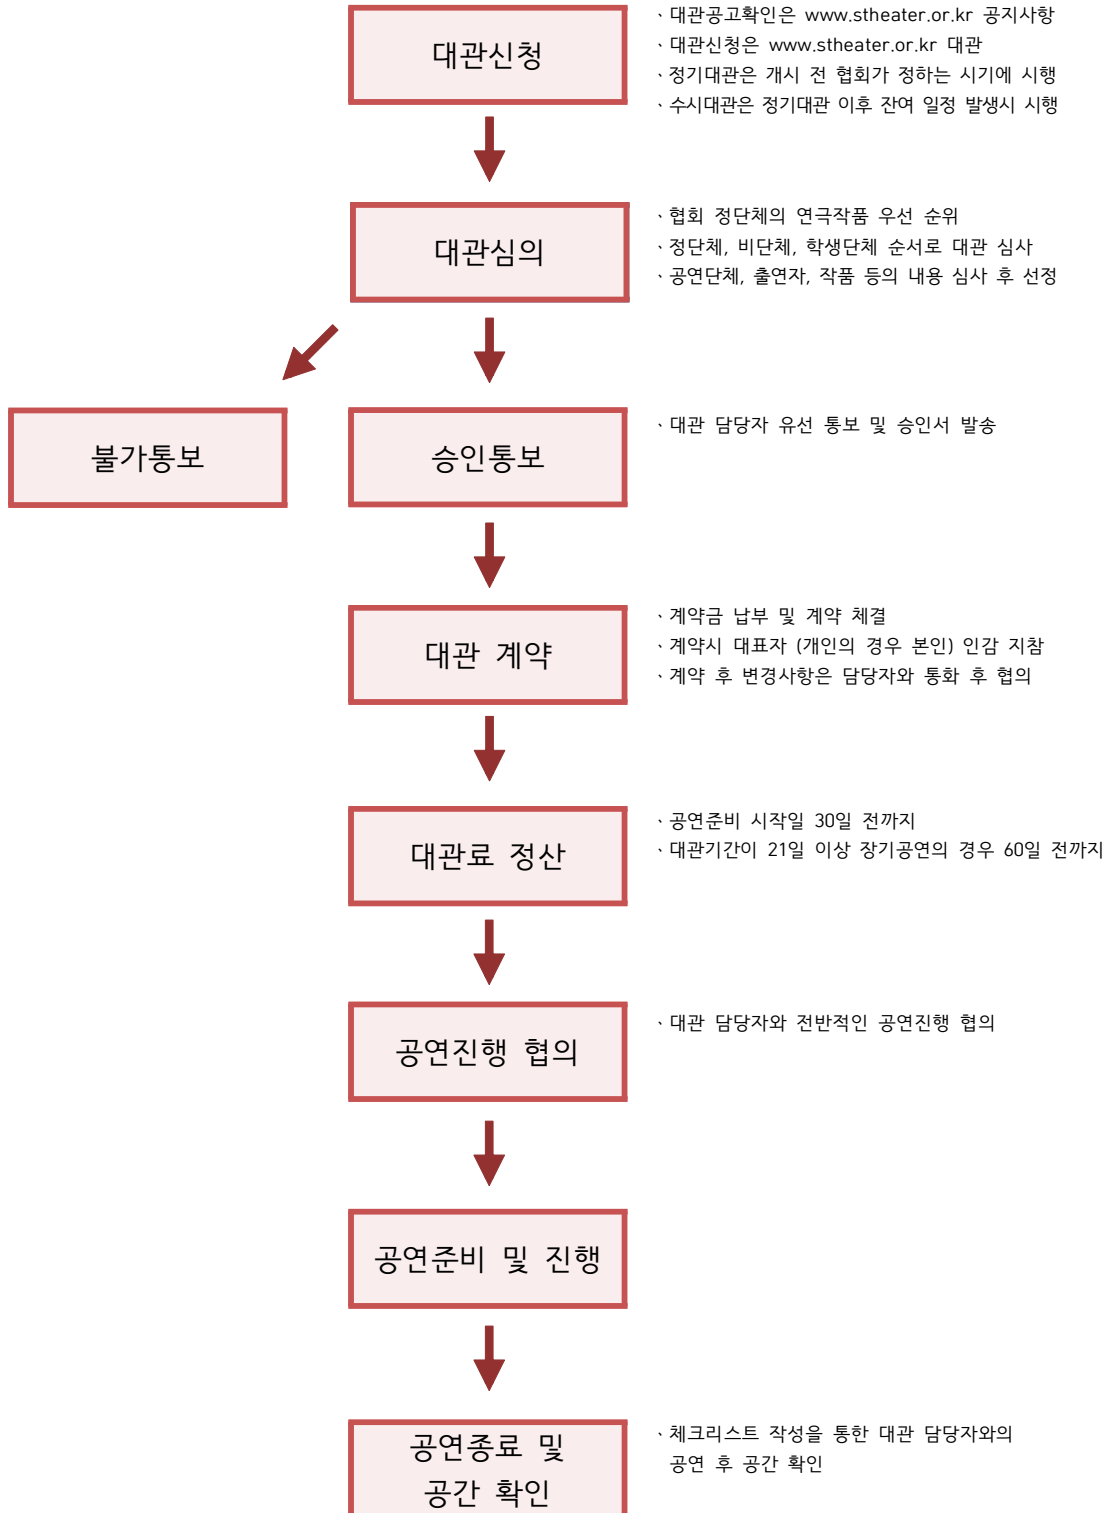 대관신청
、대관공고확인은 www.stheater.or.kr 공지사항
、대관신청은 www.stheater.or.kr 대관
、정기대관은 개시 전 협회가 정하는 시기에 시행
、수시대관은 정기대관 이후 잔여 일정 발생시 시행
대관심의
、협회 정단체의 연극작품 우선 순위
、정단체, 비단체, 학생단체 순서로 대관 심사
、공연단체, 출연자, 작품 등의 내용 심사 후 선정
불가통보
승인통보
、대관 담당자 유선 통보 및 승인서 발송
대관 계약
、계약금 납부 및 계약 체결
、계약시 대표자 (개인의 경우 본인) 인감 지참
、계약 후 변경사항은 담당자와 통화 후 협의
대관료 정산
、공연준비 시작일 30일 전까지
、대관기간이 21일 이상 장기공연의 경우 60일 전까지
공연진행 협의
、대관 담당자와 전반적인 공연진행 협의
공연준비 및 진행
공연종료 및
공간 확인
、체크리스트 작성을 통한 대관 담당자와의
공연 후 공간 확인